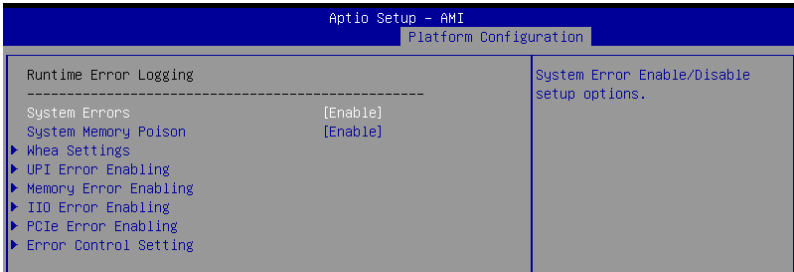 Aptio Setup - AMI
Platform Configuration
Runtime Error Logging
--------------------------------------------------
System Errors [Enable]
System Memory Poison [Enable]
Whea Settings
UPI Error Enabling
Memory Error Enabling
IIO Error Enabling
PCIe Error Enabling
Error Control Setting
System Error Enable/Disable
setup options.